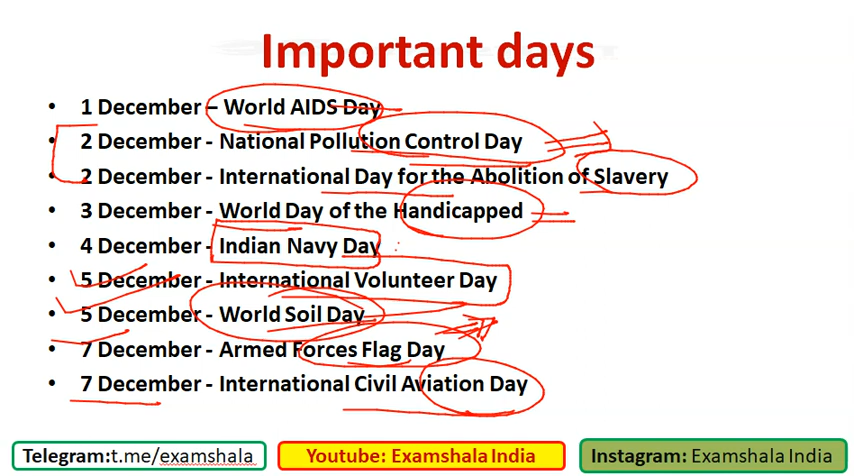 Important days
• 1 December – World AIDS Day
• 2 December - National Pollution Control Day
• 2 December - International Day for the Abolition of Slavery
• 3 December - World Day of the Handicapped
• 4 December - Indian Navy Day
• 5 December - International Volunteer Day
• 5 December - World Soil Day
• 7 December - Armed Forces Flag Day
• 7 December - International Civil Aviation Day
Telegram:t.me/examshala
Youtube: Examshala India
Instagram: Examshala India